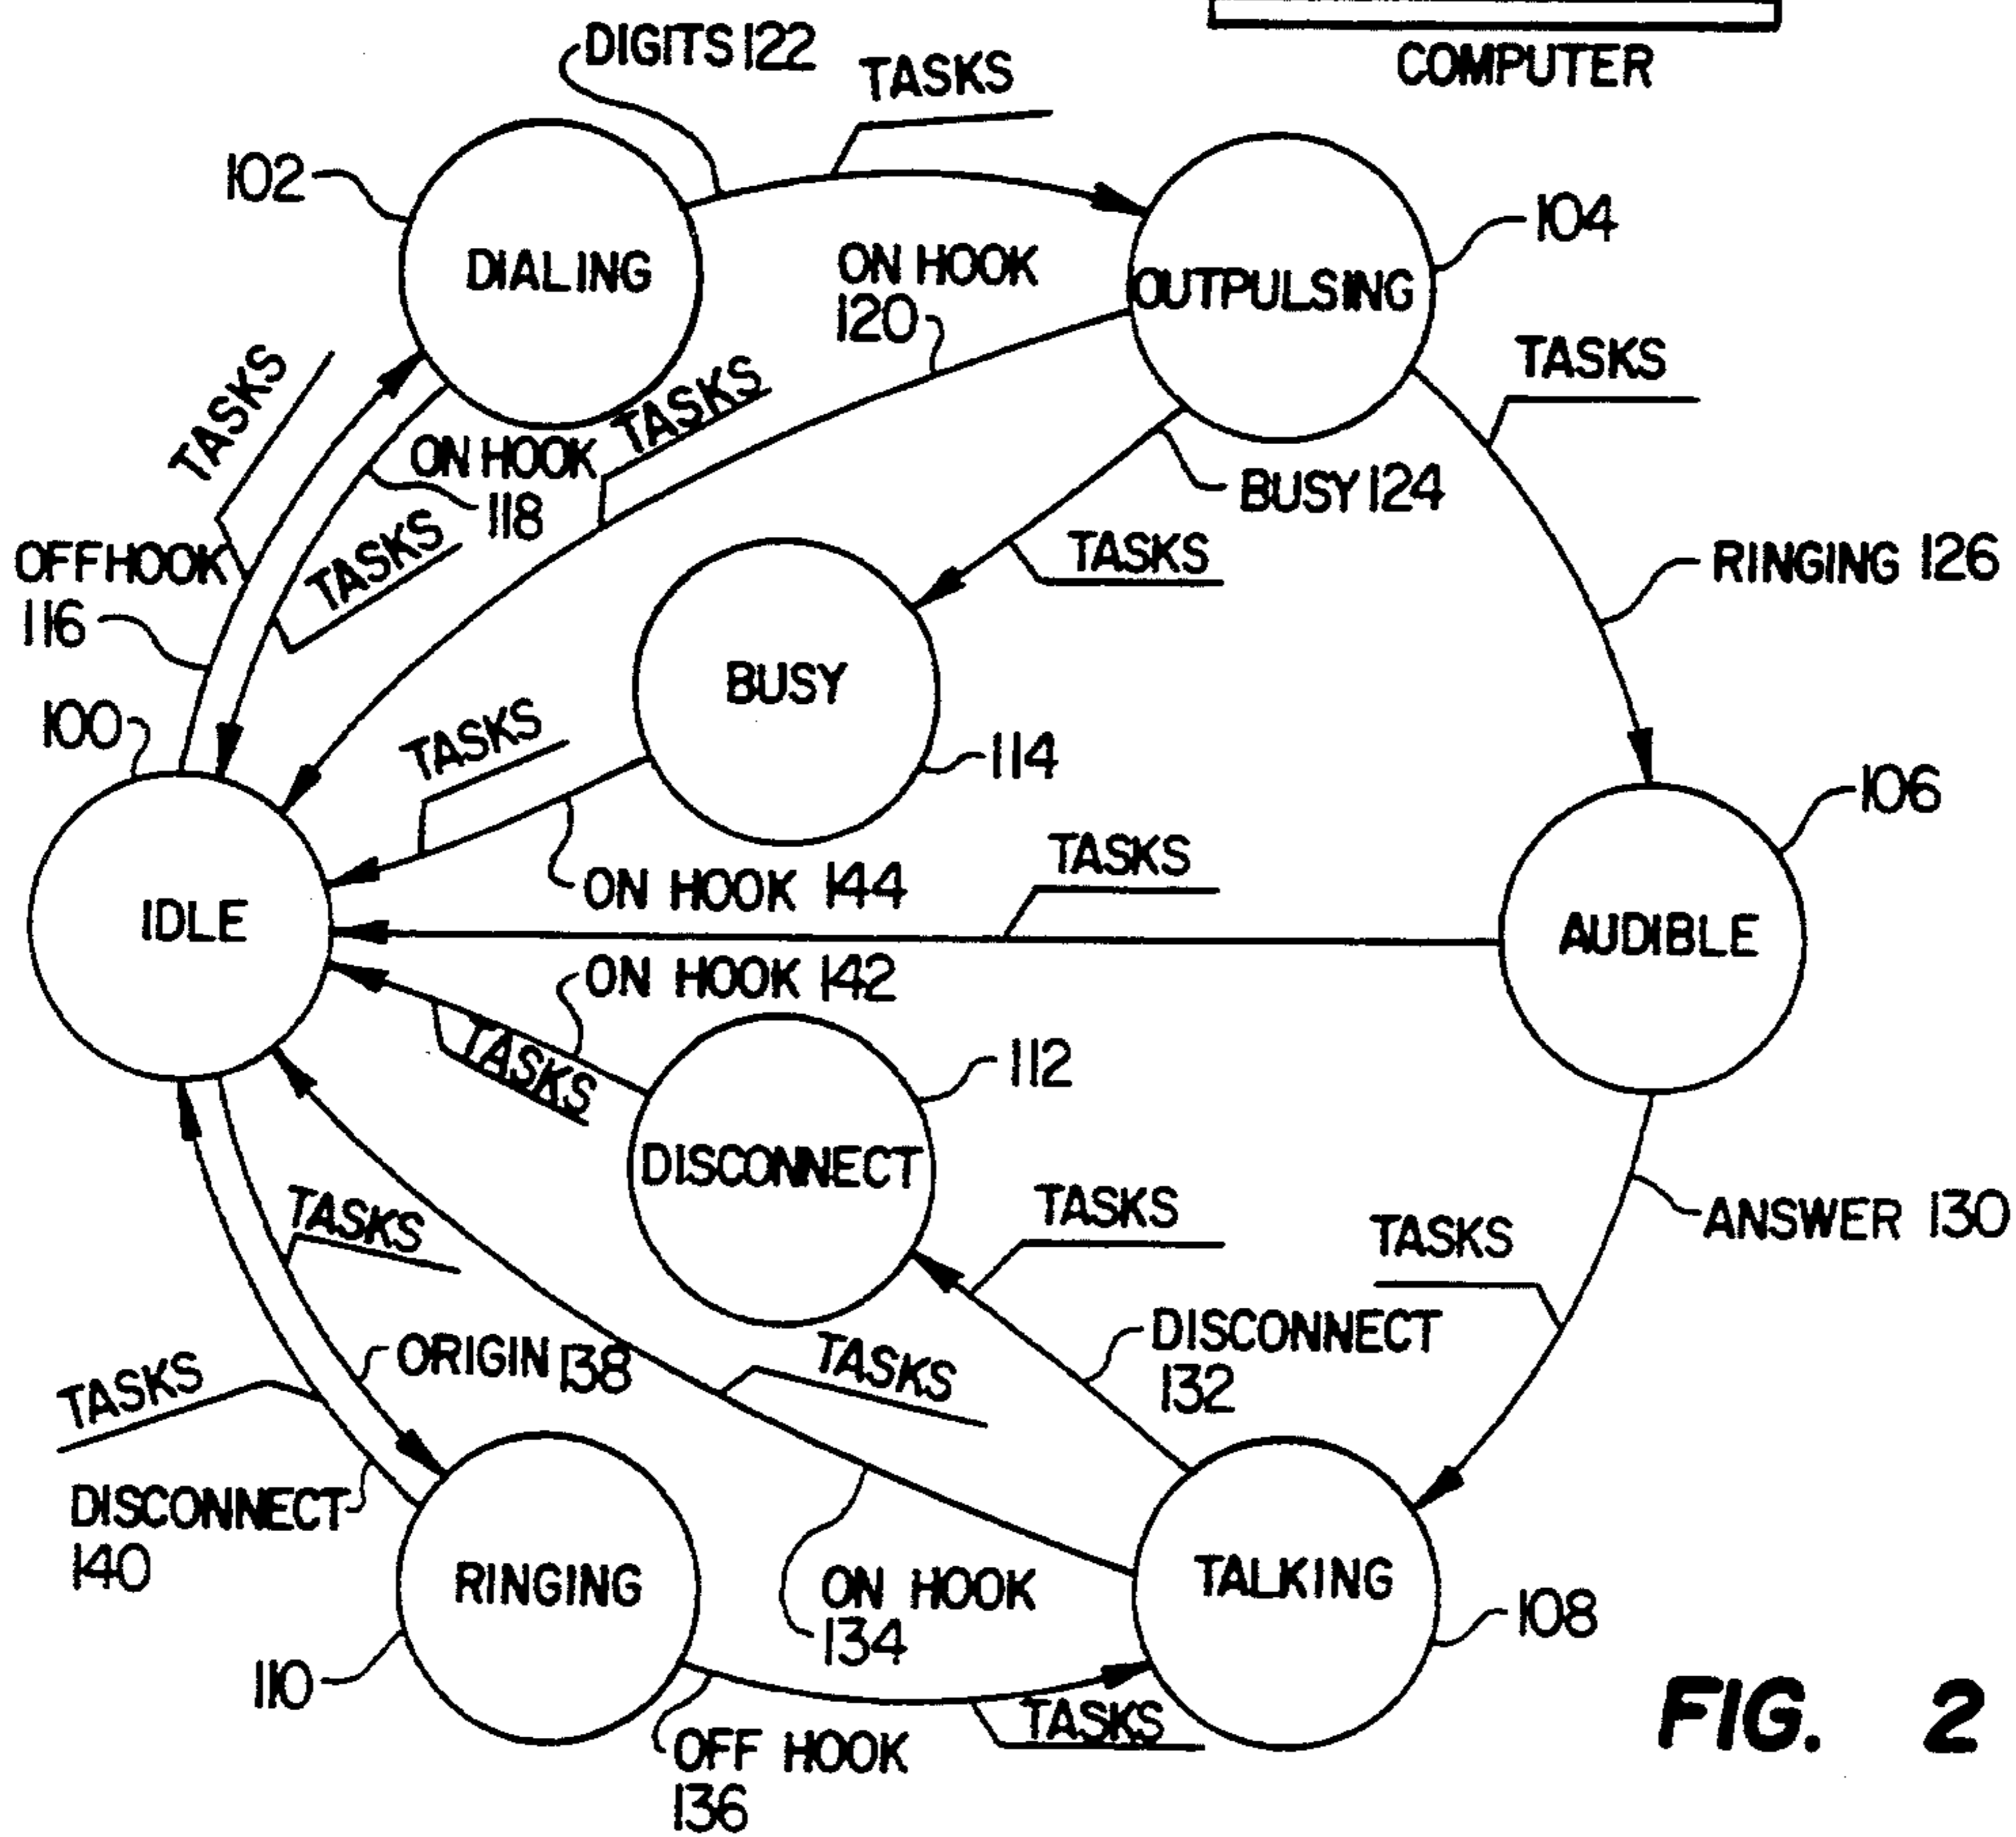 COMPUTER
DIGITS 122
TASKS
102
DIALING
ON HOOK
120
OUTPULSING
104
TASKS
TASKS
TASKS
ON HOOK
118
BUSY 124
TASKS
OFFHOOK
116
TASKS
RINGING 126
100
BUSY
114
TASKS
106
ON HOOK 144
TASKS
IDLE
AUDIBLE
ON HOOK 142
TASKS
112
DISCONNECT
TASKS
TASKS
TASKS
ANSWER 130
ORIGIN 138
TASKS
DISCONNECT
132
TASKS
DISCONNECT
140
RINGING
ON HOOK
134
TALKING
108
110
OFF HOOK
136
TASKS
FIG. 2